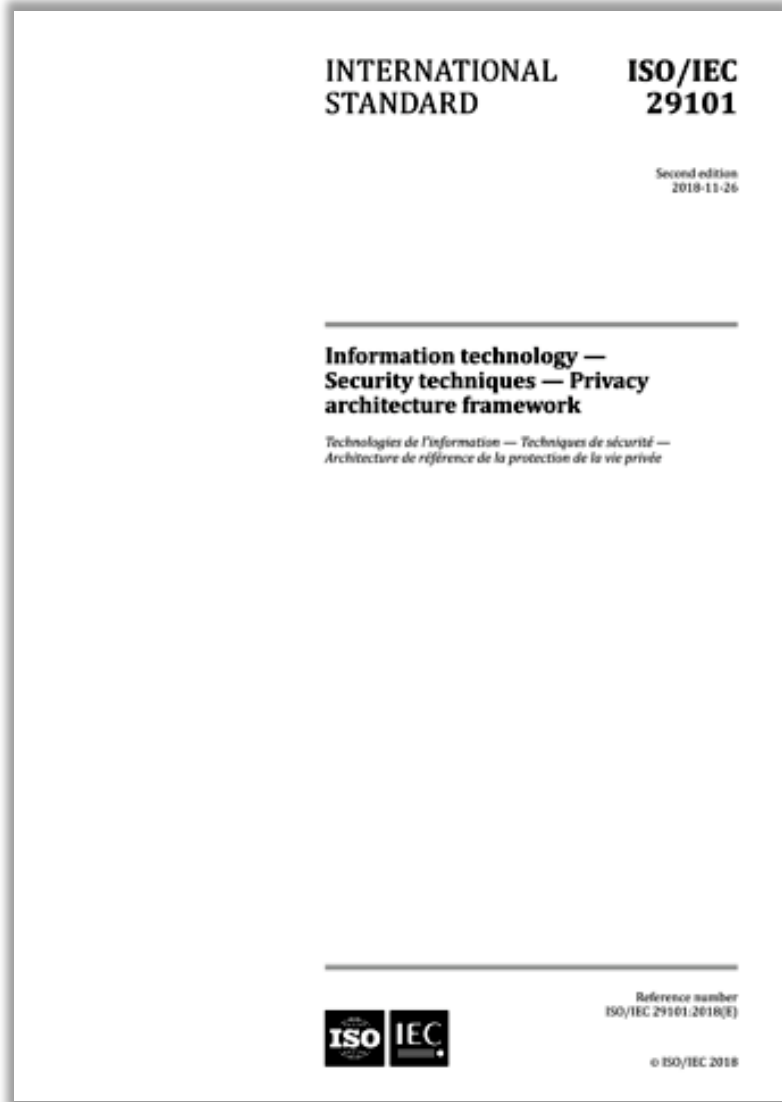 INTERNATIONAL STANDARD
ISO/IEC 29101
Second edition
2018-11-26
Information technology —
Security techniques — Privacy
architecture framework
Technologies de l'information — Techniques de sécurité —
Architecture de référence de la protection de la vie privée
Reference number
ISO/IEC 29101:2018(E)
ISO
IEC
© ISO/IEC 2018